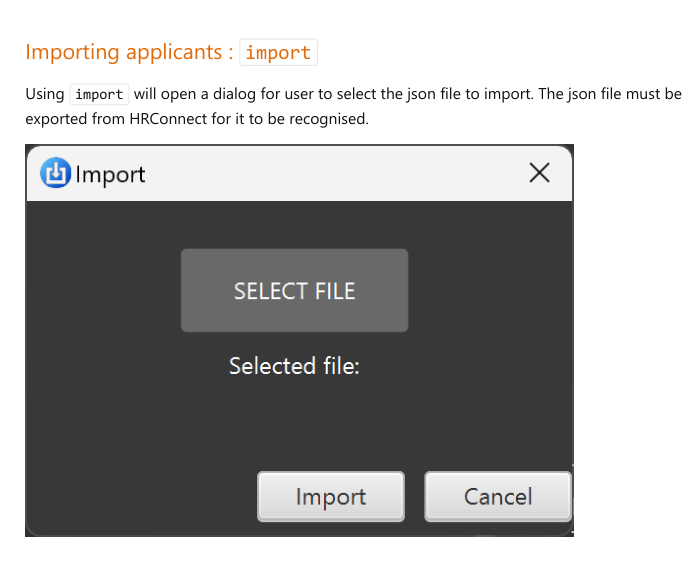 Importing applicants : import
Using import will open a dialog for user to select the json file to import. The json file must be
exported from HRConnect for it to be recognised.
Import
SELECT FILE
Selected file:
Import Cancel